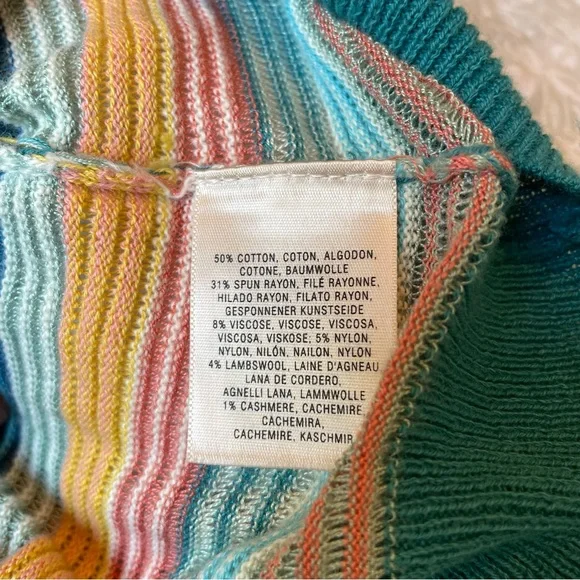 50% COTTON, COTON, ALGODON,
COTONE, BAUMWOLLE
31% SPUN RAYON, FILÉ RAYONNE,
HILADO RAYON, FILATO RAYON,
GESPONNENER KUNSTSEIDE
8% VISCOSE, VISCOSE, VISCOSA,
VISCOSA, VISKOSE; 5% NYLON,
NYLON, NILÓN, NAILON, NYLON
4% LAMBSWOOL, LAINE D'AGNEAU
LANA DE CORDERO,
AGNELLI LANA, LAMMWOLLE
1% CASHMERE, CACHEMIRE,
CÀCHEMIRA,
CACHEMIRE, KASCHMIR